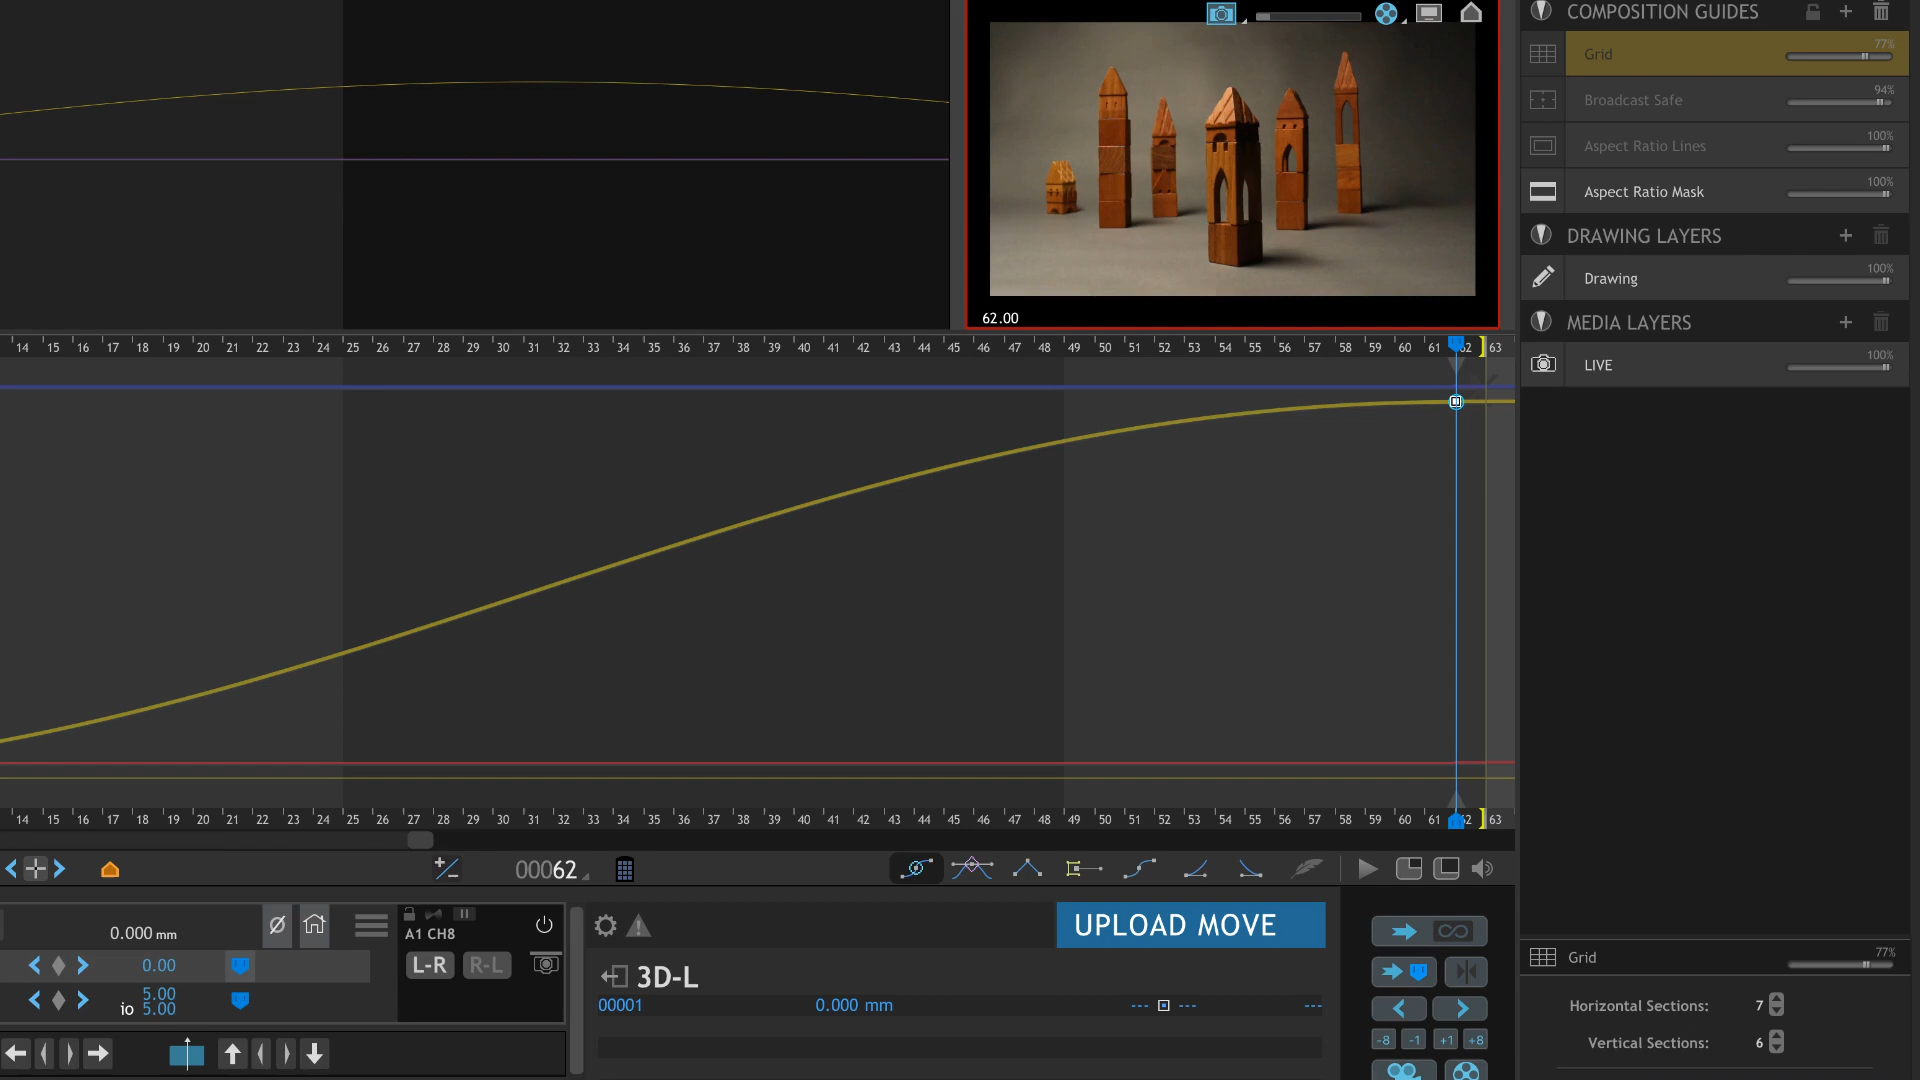 COMPOSITION GUIDES
Grid 77%
Broadcast Safe 94%
Aspect Ratio Lines 100%
Aspect Ratio Mask 100%
DRAWING LAYERS
Drawing 100%
MEDIA LAYERS
LIVE 100%
62.00
14 15 16 17 18 19 20 21 22 23 24 25 26 27 28 29 30 31 32 33 34 35 36 37 38 39 40 41 42 43 44 45 46 47 48 49 50 51 52 53 54 55 56 57 58 59 60 61 62 63
14 15 16 17 18 19 20 21 22 23 24 25 26 27 28 29 30 31 32 33 34 35 36 37 38 39 40 41 42 43 44 45 46 47 48 49 50 51 52 53 54 55 56 57 58 59 60 61 62 63
00062
0.000 mm
0.00
5.00
io 5.00
A1 CH8
L-R R-L
UPLOAD MOVE
3D-L
00001 0.000 mm --- ---  ---
-8 -1 +1 +8
Grid 77%
Horizontal Sections: 7
Vertical Sections: 6